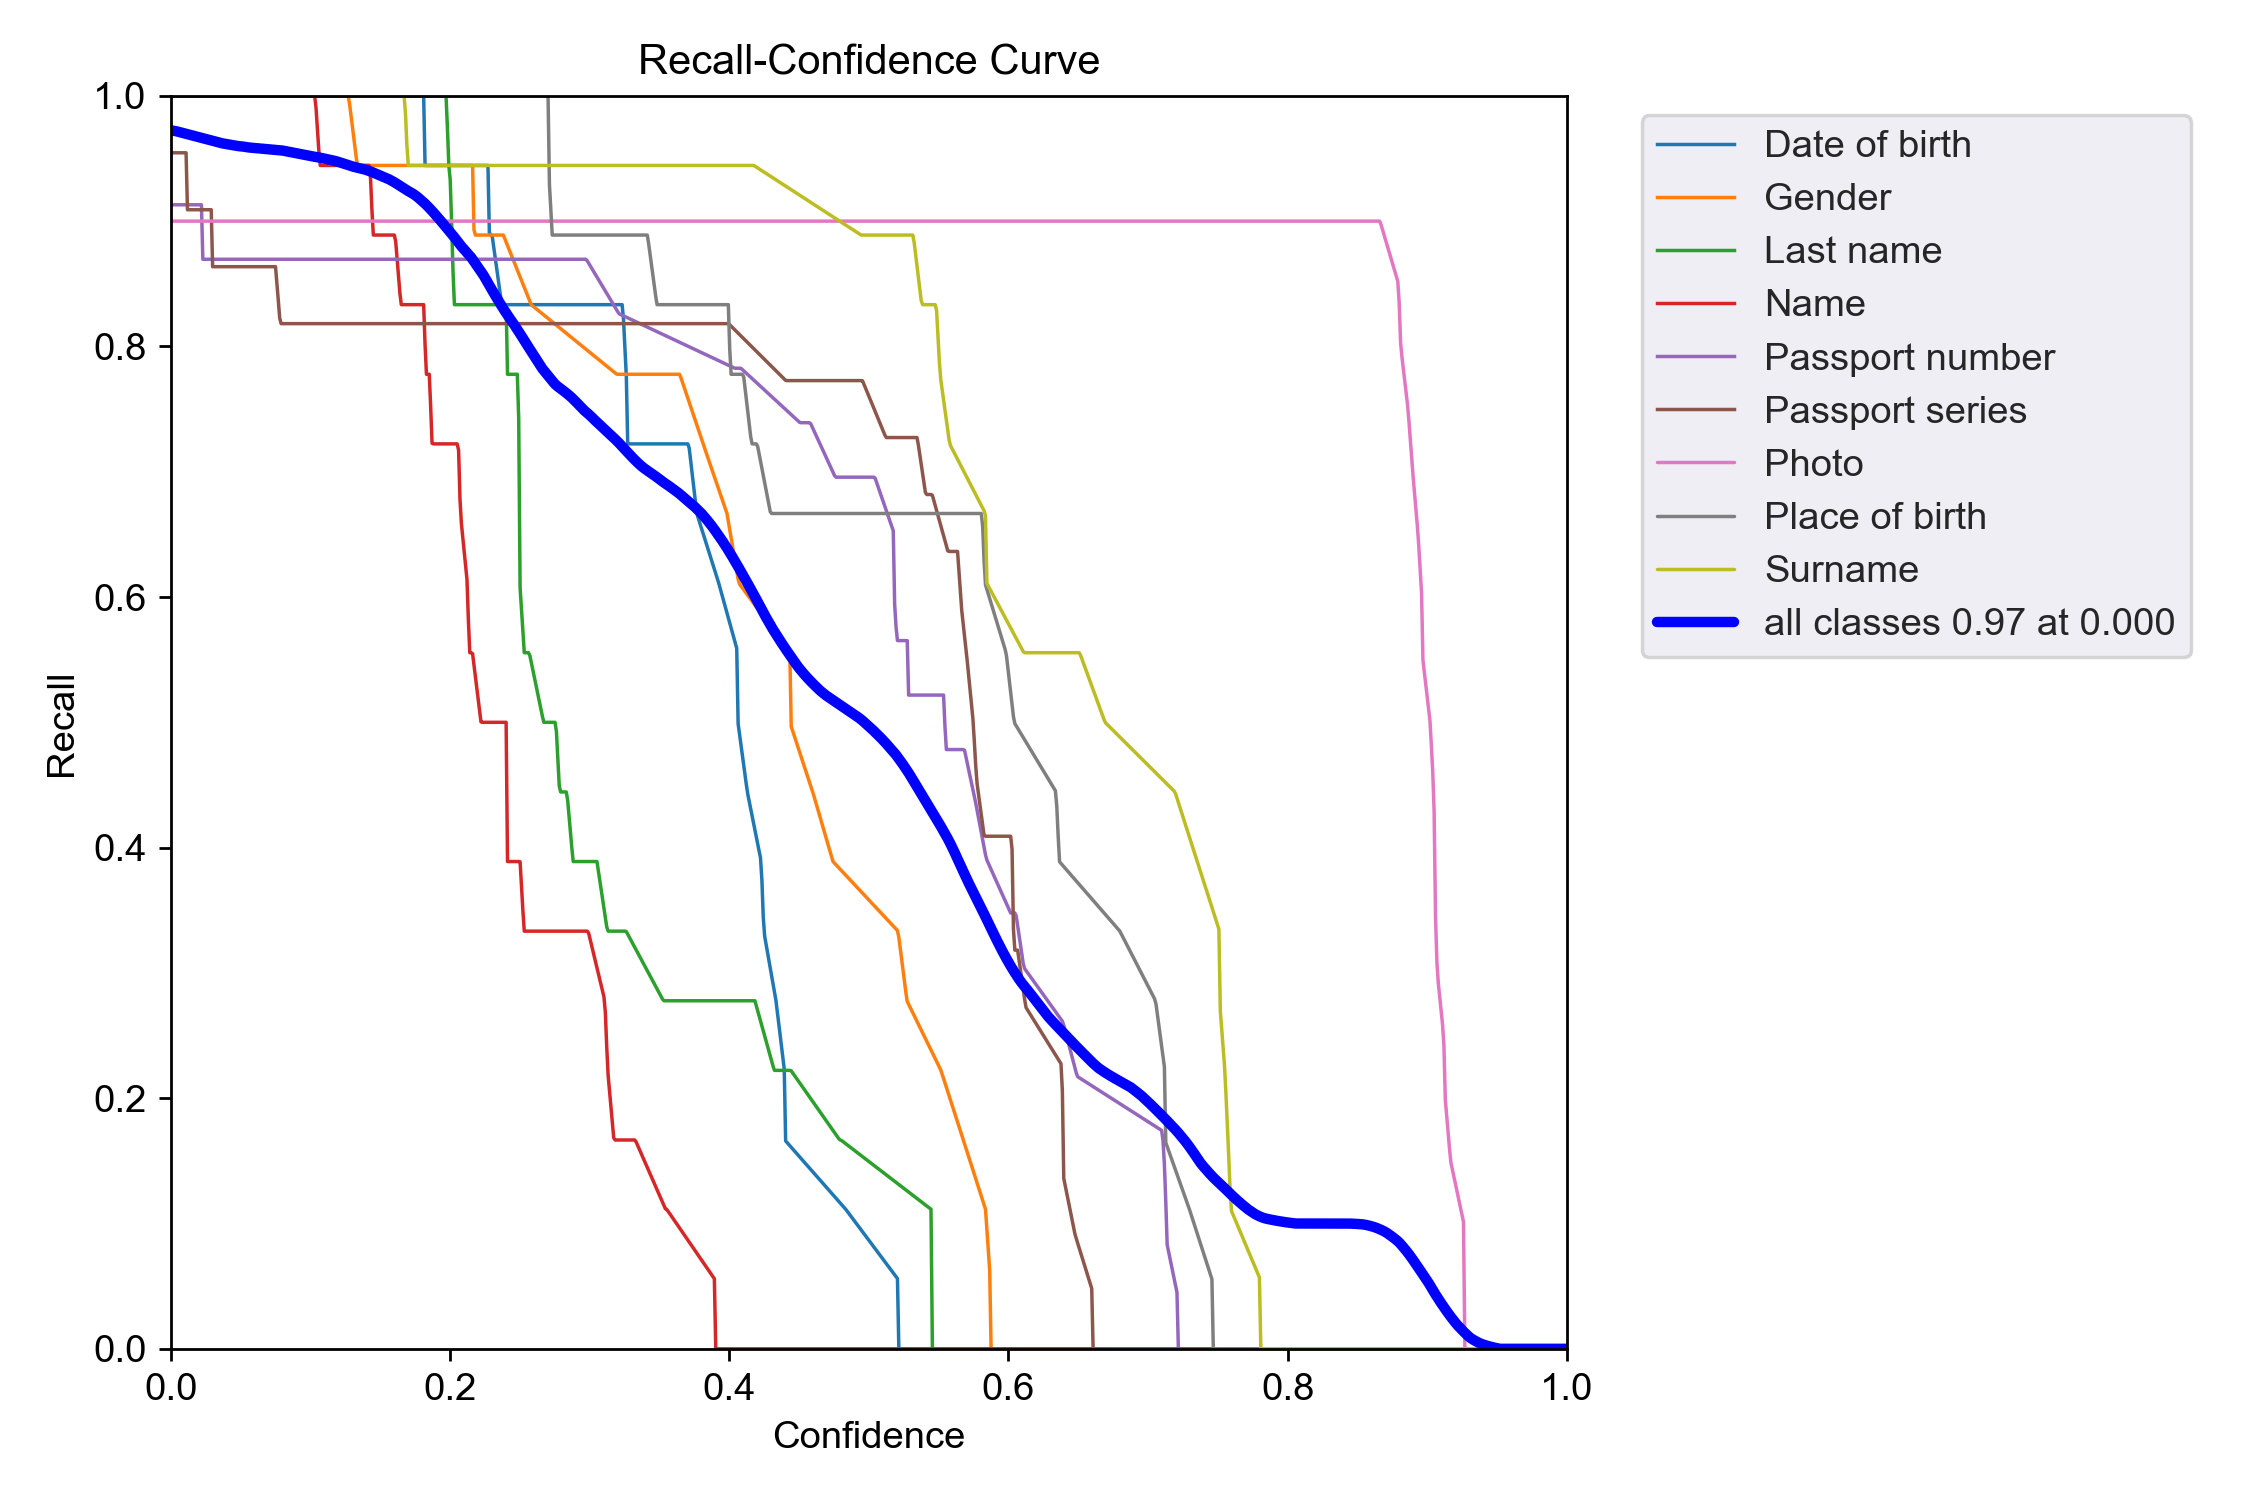 Recall-Confidence Curve
1.0
0.8
0.6
0.4
0.2
0.0
Recall
0.0 0.2 0.4 0.6 0.8 1.0
Confidence
Date of birth
Gender
Last name
Name
Passport number
Passport series
Photo
Place of birth
Surname
all classes 0.97 at 0.000